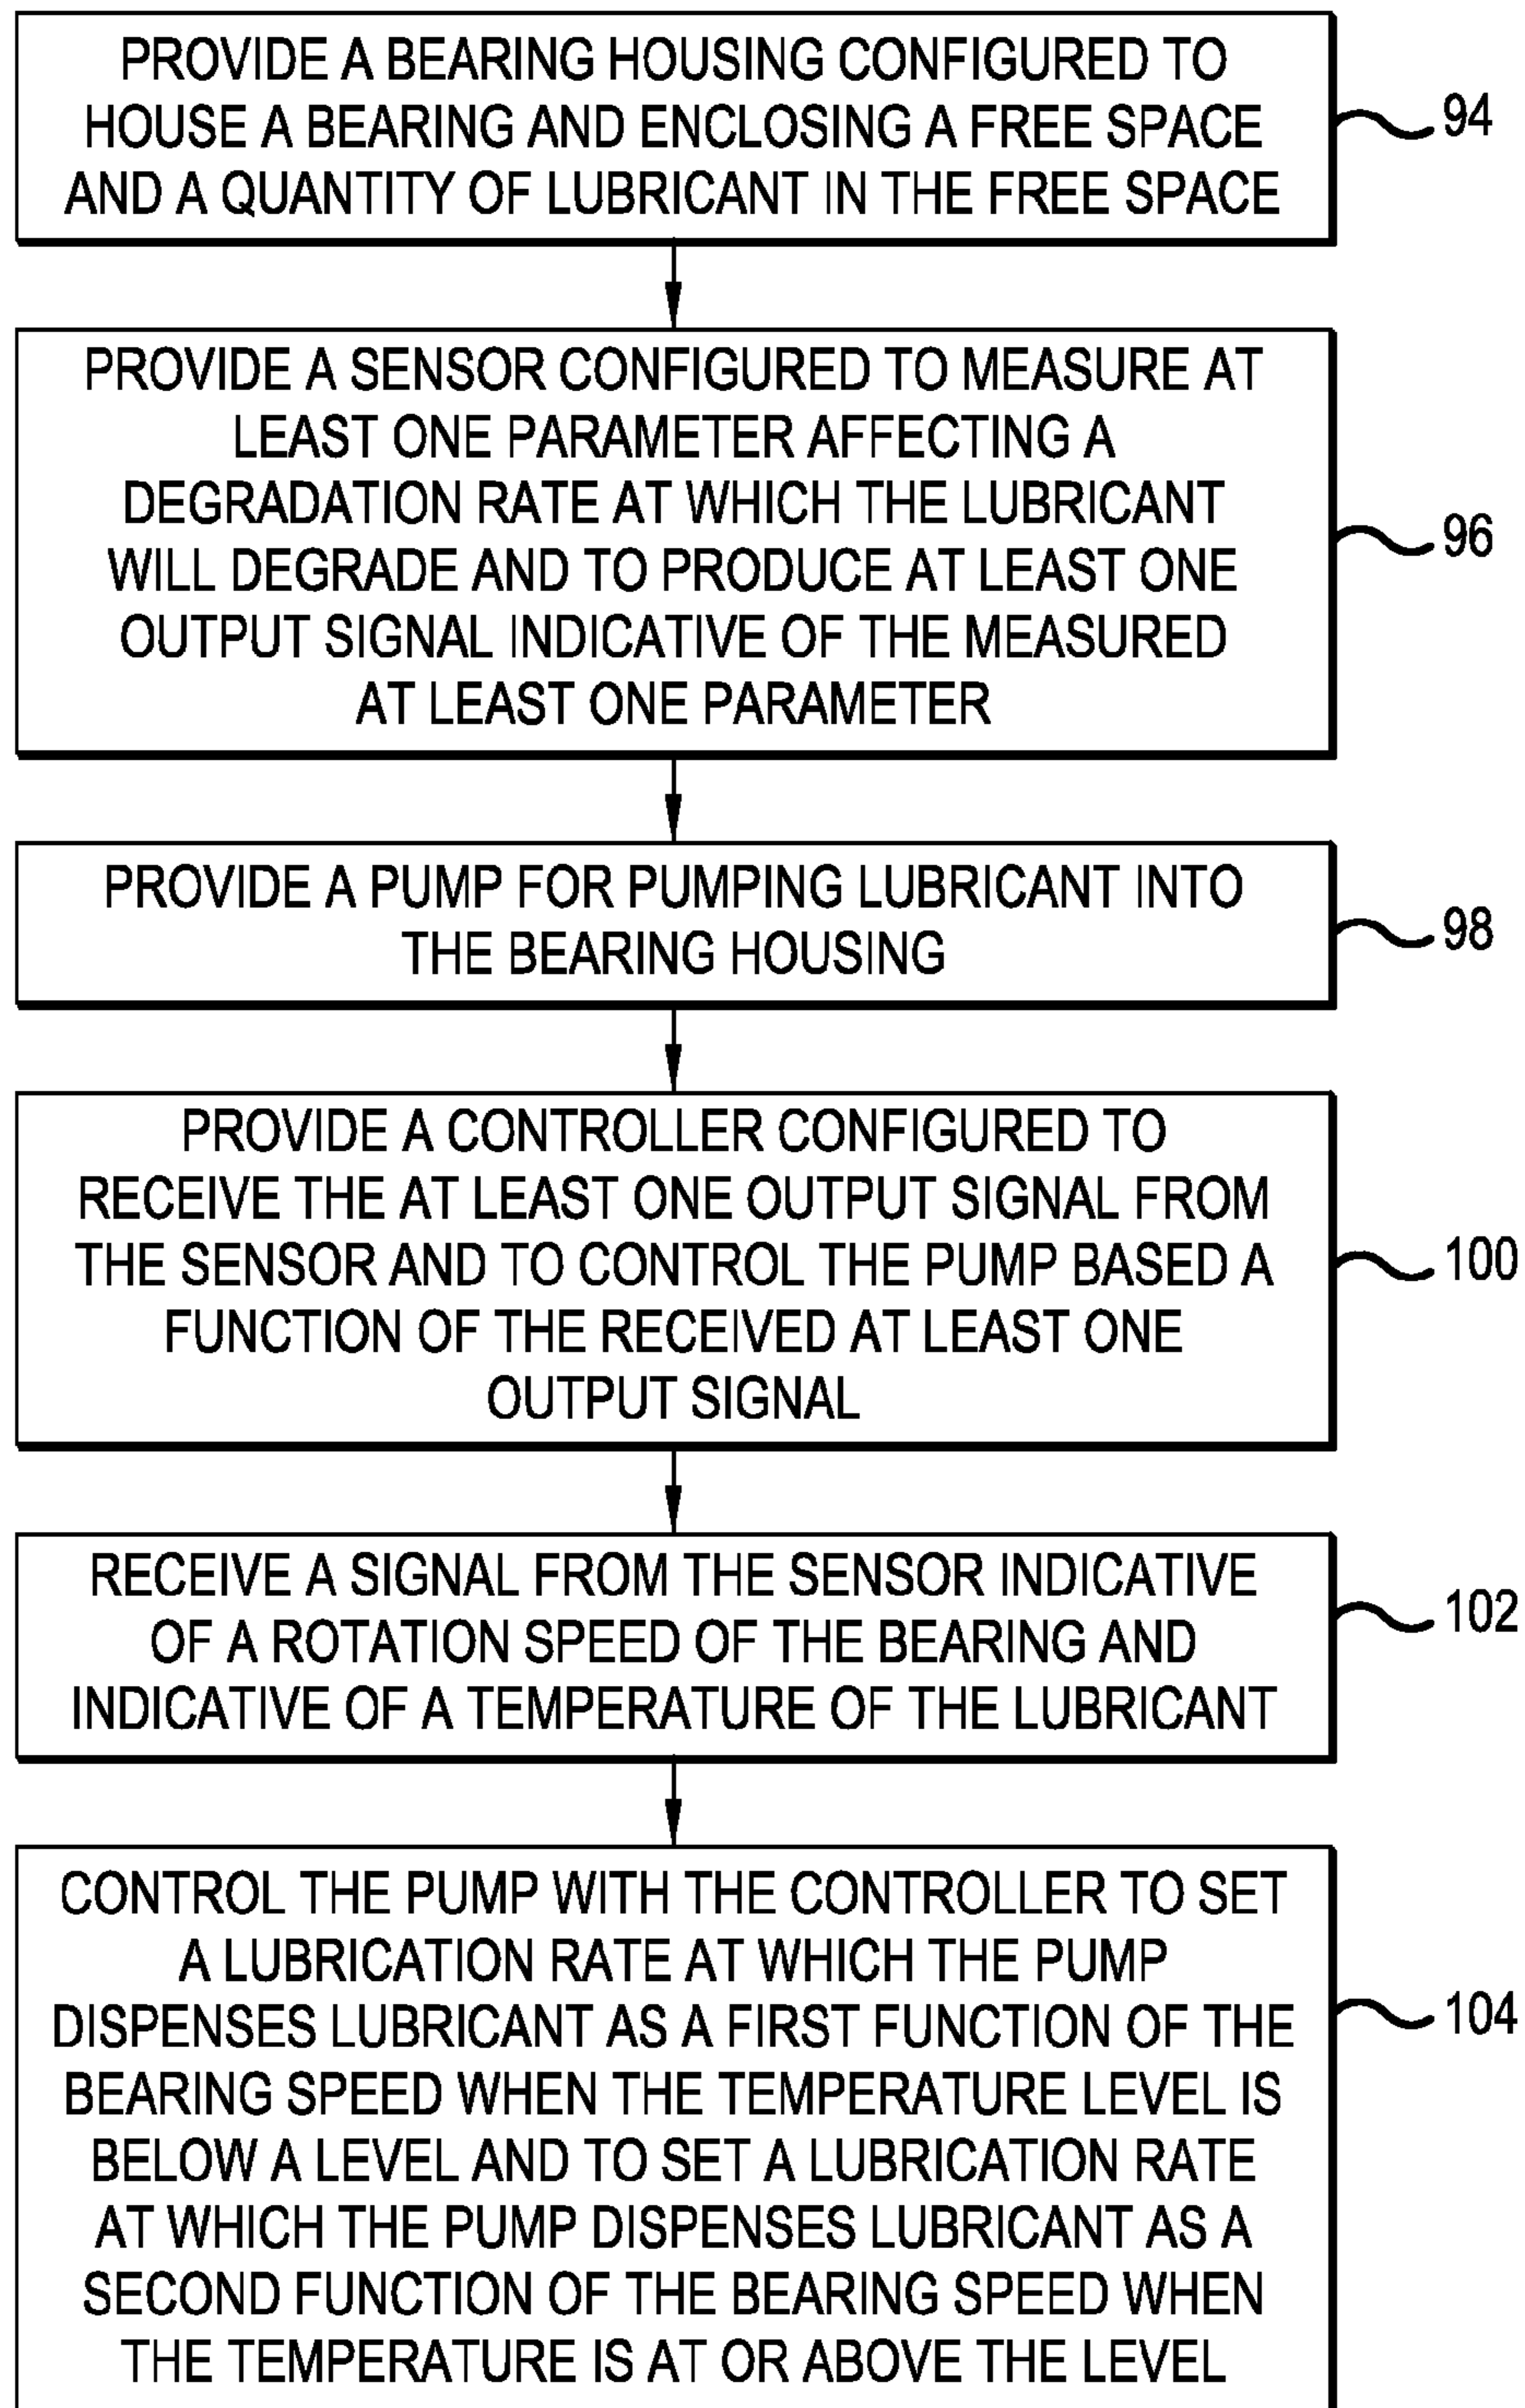 PROVIDE A BEARING HOUSING CONFIGURED TO
HOUSE A BEARING AND ENCLOSING A FREE SPACE
AND A QUANTITY OF LUBRICANT IN THE FREE SPACE
94
PROVIDE A SENSOR CONFIGURED TO MEASURE AT
LEAST ONE PARAMETER AFFECTING A
DEGRADATION RATE AT WHICH THE LUBRICANT
WILL DEGRADE AND TO PRODUCE AT LEAST ONE
OUTPUT SIGNAL INDICATIVE OF THE MEASURED
AT LEAST ONE PARAMETER
96
PROVIDE A PUMP FOR PUMPING LUBRICANT INTO
THE BEARING HOUSING
98
PROVIDE A CONTROLLER CONFIGURED TO
RECEIVE THE AT LEAST ONE OUTPUT SIGNAL FROM
THE SENSOR AND TO CONTROL THE PUMP BASED A
FUNCTION OF THE RECEIVED AT LEAST ONE
OUTPUT SIGNAL
100
RECEIVE A SIGNAL FROM THE SENSOR INDICATIVE
OF A ROTATION SPEED OF THE BEARING AND
INDICATIVE OF A TEMPERATURE OF THE LUBRICANT
102
CONTROL THE PUMP WITH THE CONTROLLER TO SET
A LUBRICATION RATE AT WHICH THE PUMP
DISPENSES LUBRICANT AS A FIRST FUNCTION OF THE
BEARING SPEED WHEN THE TEMPERATURE LEVEL IS
BELOW A LEVEL AND TO SET A LUBRICATION RATE
AT WHICH THE PUMP DISPENSES LUBRICANT AS A
SECOND FUNCTION OF THE BEARING SPEED WHEN
THE TEMPERATURE IS AT OR ABOVE THE LEVEL
104